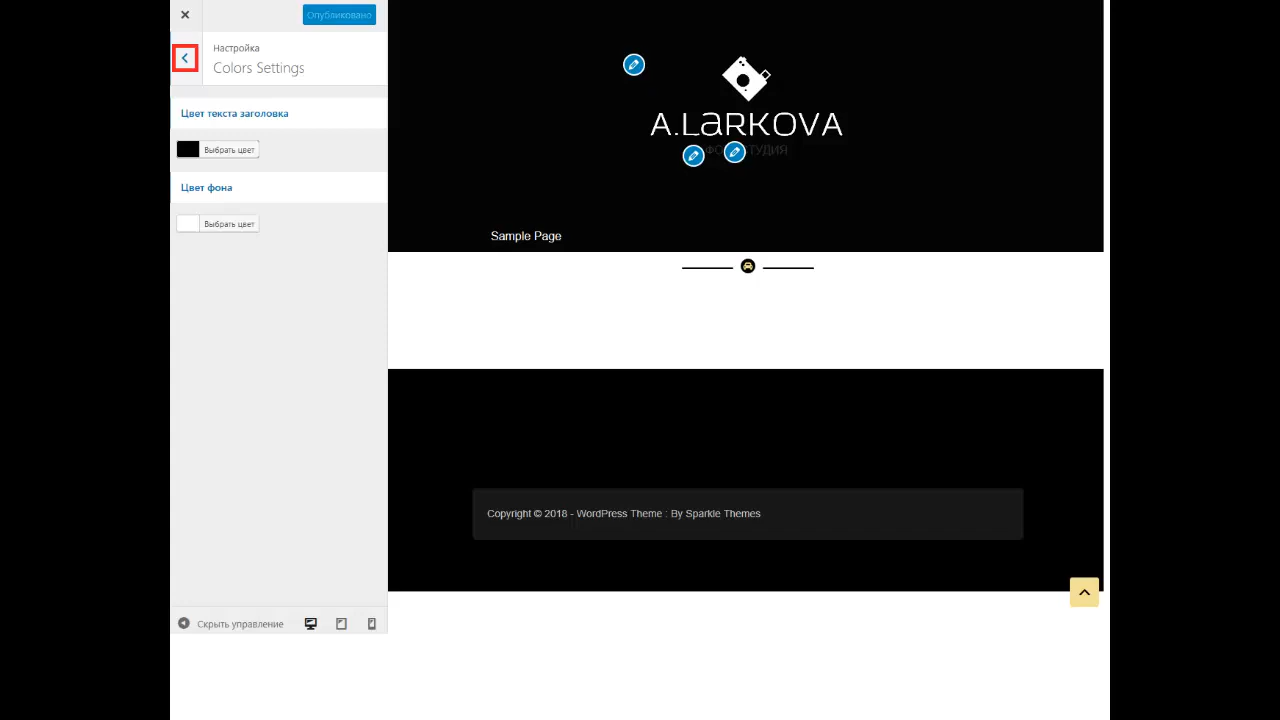 Опубликовано
Настройка
Colors Settings
Цвет текста заголовка
Выбрать цвет
Цвет фона
Выбрать цвет
Скрыть управление
A.LARKOVA
Sample Page
Copyright © 2018 - WordPress Theme : By Sparkle Themes